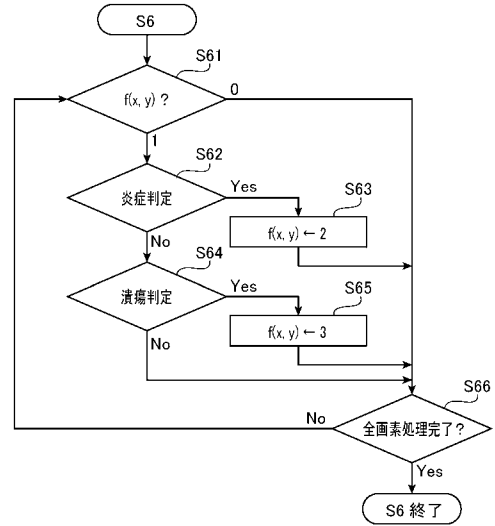 S6
S61
f(x, y) ?
0
1
S62
炎症判定
Yes
S63
f(x, y) ← 2
No
S64
潰瘍判定
Yes
S65
f(x, y) ← 3
No
S66
全画素処理完了?
No
Yes
S6 終了